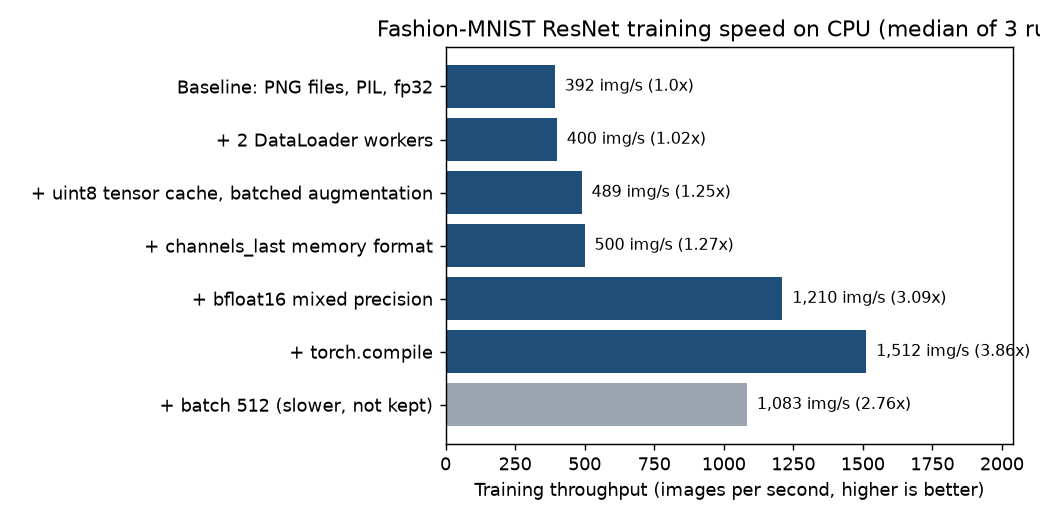 Fashion-MNIST ResNet training speed on CPU (median of 3 ru
Baseline: PNG files, PIL, fp32
392 img/s (1.0x)
+ 2 DataLoader workers
400 img/s (1.02x)
+ uint8 tensor cache, batched augmentation
489 img/s (1.25x)
+ channels_last memory format
500 img/s (1.27x)
+ bfloat16 mixed precision
1,210 img/s (3.09x)
+ torch.compile
1,512 img/s (3.86x)
+ batch 512 (slower, not kept)
1,083 img/s (2.76x)
0 250 500 750 1000 1250 1500 1750 2000
Training throughput (images per second, higher is better)